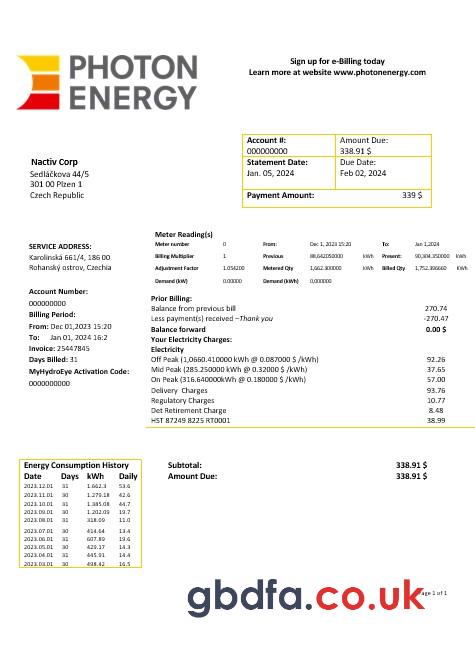 PHOTON
ENERGY
Sign up for e-Billing today
Learn more at website www.photonenergy.com
Account #:
000000000
Amount Due:
338.91 $
Statement Date:
Jan. 05, 2024
Due Date:
Feb 02, 2024
Payment Amount: 339 $
Nactiv Corp
Sedláčkova 44/5
301 00 Plzen 1
Czech Republic
SERVICE ADDRESS:
Karolinská 661/4, 186 00
Rohanský ostrov, Czechia
Account Number:
000000000
Billing Period:
From: Dec 01,2023 15:20
To: Jan 01, 2024 16:2
Invoice: 25447845
Days Billed: 31
MyHydroEye Activation Code:
0000000000
Meter Reading(s)
Meter number 0 From: Dec 1,2023 15:20 To: Jan 1,2024
Billing Multiplier 1 Previous 88,642050000 kWh Present: 90,304.350000 kWh
Adjustment Factor 1.054200 Metered Qty 1,662.300000 kWh Billed Qty 1,752.396660 kWh
Demand (kW) 0.00000 Demand (kWh) 0,000000
Prior Billing:
Balance from previous bill 270.74
Less payment(s) received –Thank you -270.47
Balance forward 0.00 $
Your Electricity Charges:
Electricity
Off Peak (1,0660.410000 kWh @ 0.087000 $ /kWh) 92.26
Mid Peak (285.250000 kWh @ 0.32000 $ /kWh) 37.65
On Peak (316.640000kWh @ 0.180000 $ /kWh) 57.00
Delivery Charges 93.76
Regulatory Charges 10.77
Det Retirement Charge 8.48
HST 87249 8225 RT0001 38.99
Energy Consumption History
Date Days kWh Daily
2023.12.01 31 1.662.3 53.6
2023.11.01 30 1.279.18 42.6
2023.10.01 31 1.385.08 44.7
2023.09.01 30 1.202.09 19.7
2023.08.01 31 318.09 11.0
2023.07.01 30 414.64 13.4
2023.06.01 31 607.89 19.6
2023.05.01 30 429.17 14.3
2023.04.01 31 445.91 14.4
2023.03.01 30 498.42 16.5
Subtotal: 338.91 $
Amount Due: 338.91 $
gbdfa.co.uk
age 1 of 1